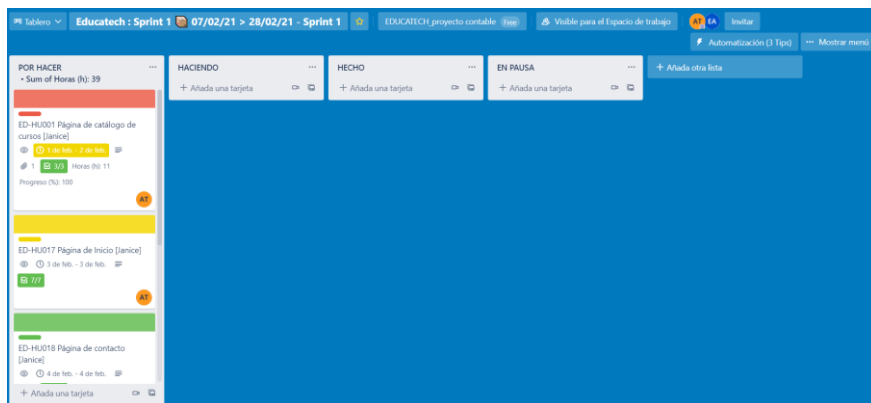 Tablero
Educatech : Sprint 1 07/02/21 > 28/02/21 - Sprint 1
EDUCATECH_proyecto contable Free
Visible para el Espacio de trabajo
AT EA
Invitar
Automatización (3 Tips)
Mostrar menú
POR HACER
• Sum of Horas (h): 39
ED-HU001 Página de catálogo de
cursos [Janice]
1 de feb. - 2 de feb.
1 3/3 Horas (h): 11
Progreso (%): 100
AT
ED-HU017 Página de Inicio [Janice]
3 de feb. - 3 de feb.
7/7
AT
ED-HU018 Página de contacto
[Janice]
4 de feb. - 4 de feb.
+ Añada una tarjeta
HACIENDO
+ Añada una tarjeta
HECHO
+ Añada una tarjeta
EN PAUSA
+ Añada una tarjeta
+ Añada otra lista